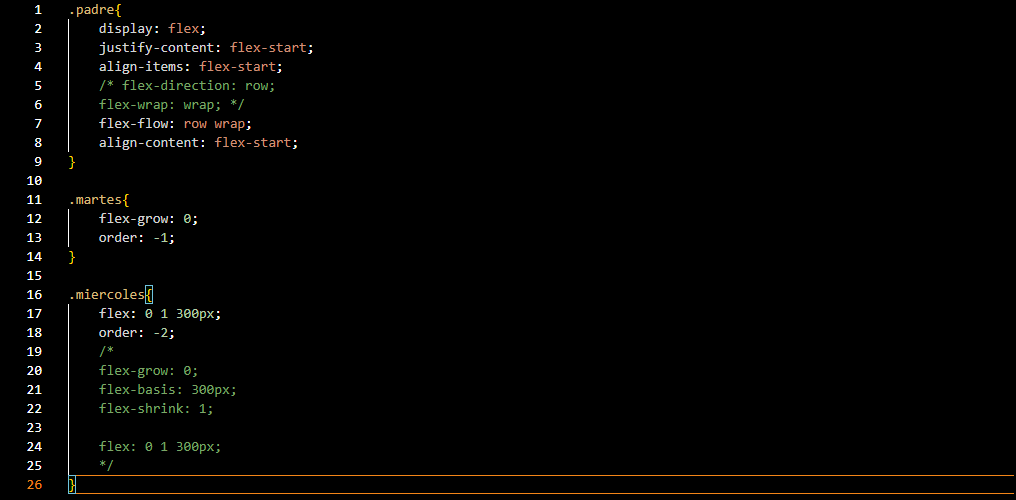 1 .padre{
2 display: flex;
3 justify-content: flex-start;
4 align-items: flex-start;
5 /* flex-direction: row;
6 flex-wrap: wrap; */
7 flex-flow: row wrap;
8 align-content: flex-start;
9 }
10
11 .martes{
12 flex-grow: 0;
13 order: -1;
14 }
15
16 .miercoles{
17 flex: 0 1 300px;
18 order: -2;
19 /*
20 flex-grow: 0;
21 flex-basis: 300px;
22 flex-shrink: 1;
23
24 flex: 0 1 300px;
25 */
26 }